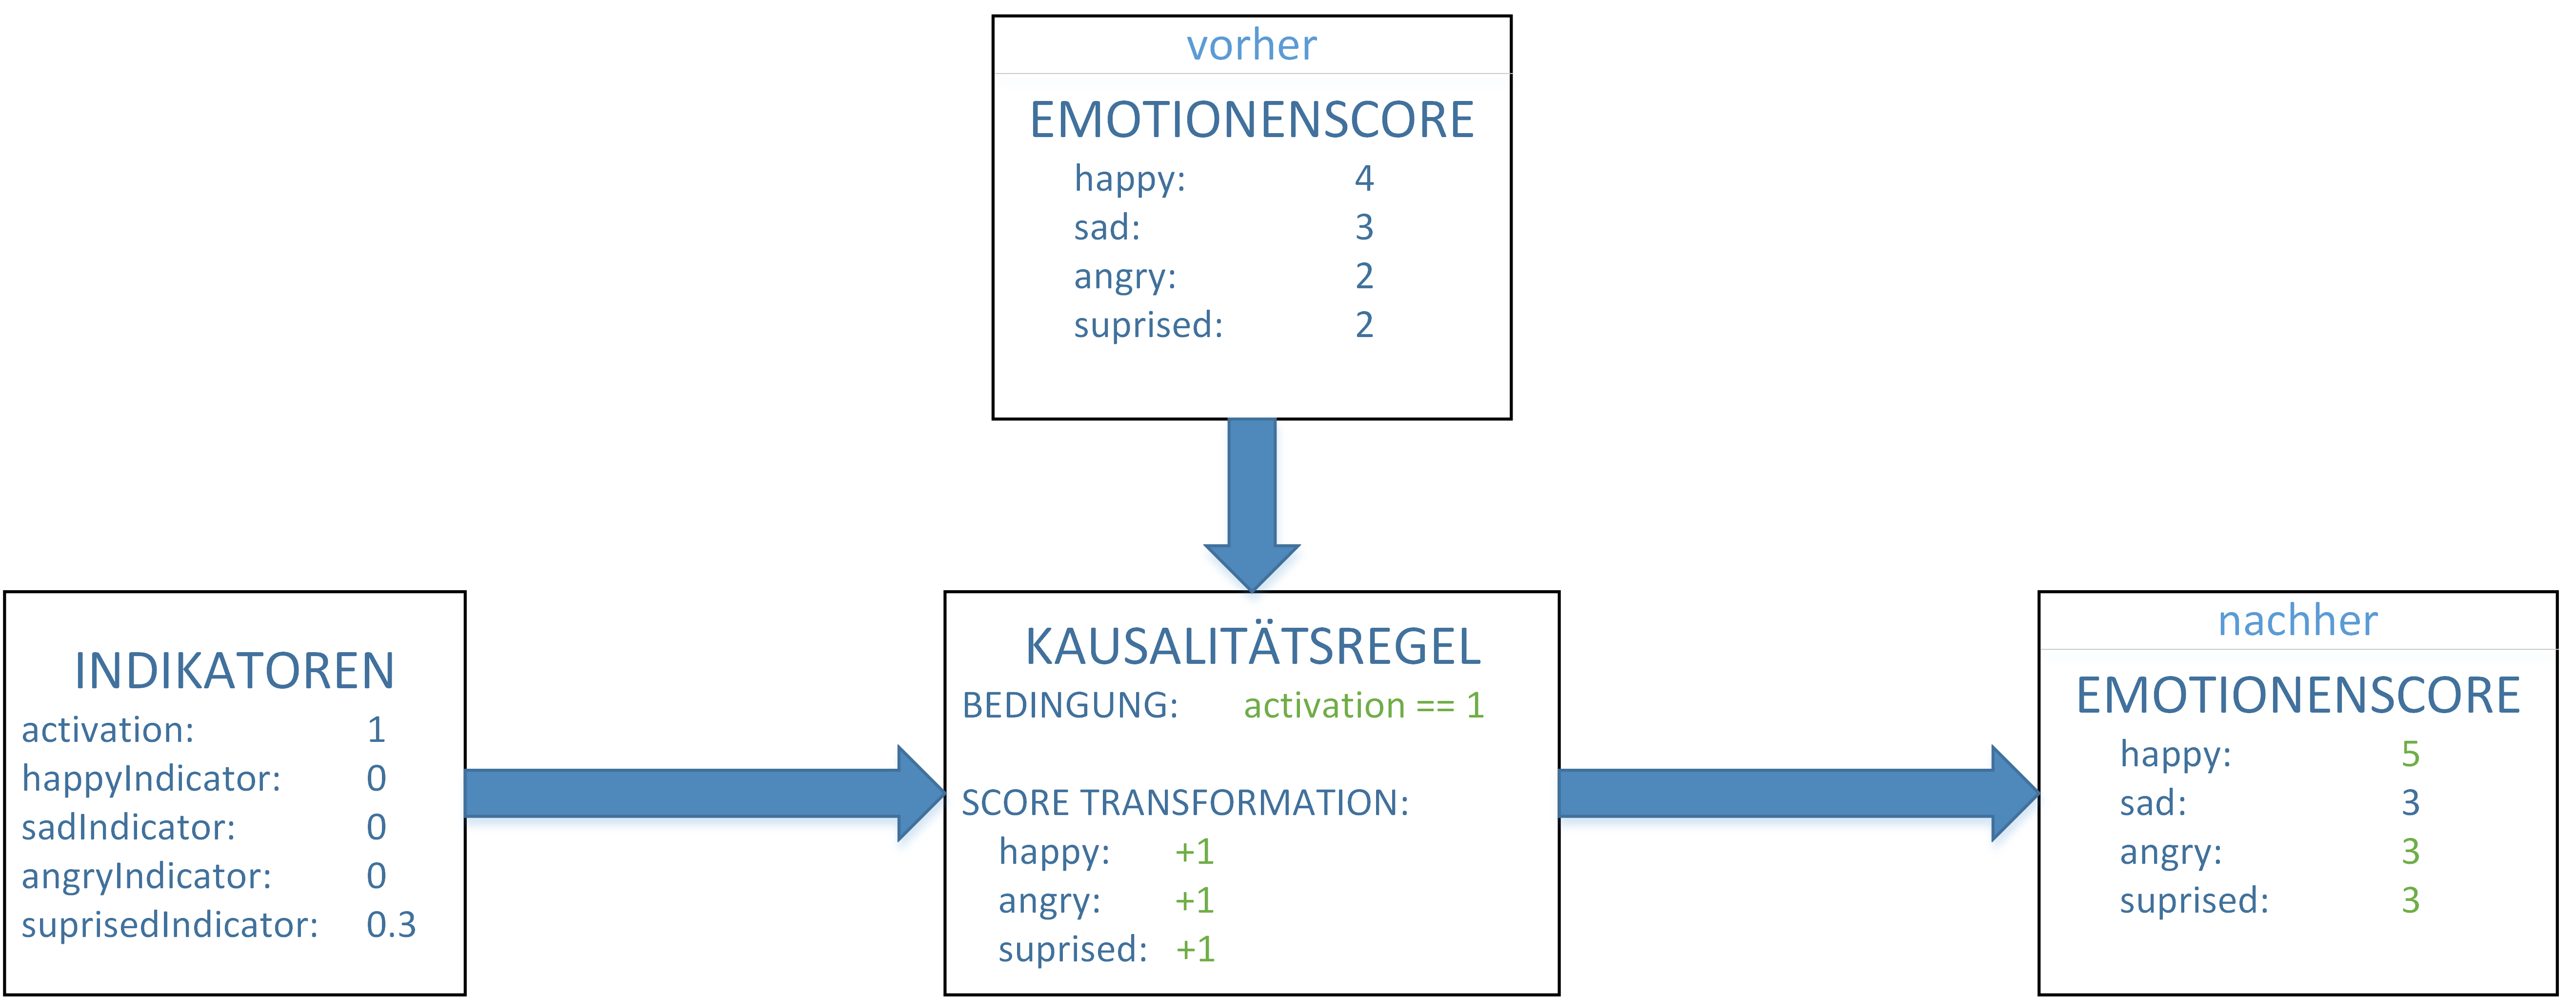 vorher
EMOTIONENSCORE
happy: 4
sad: 3
angry: 2
suprised: 2
INDIKATOREN
activation: 1
happyIndicator: 0
sadIndicator: 0
angryIndicator: 0
suprisedIndicator: 0.3
KAUSALITÄTSREGEL
BEDINGUNG: activation == 1
SCORE TRANSFORMATION:
happy: +1
angry: +1
suprised: +1
nachher
EMOTIONENSCORE
happy: 5
sad: 3
angry: 3
suprised: 3